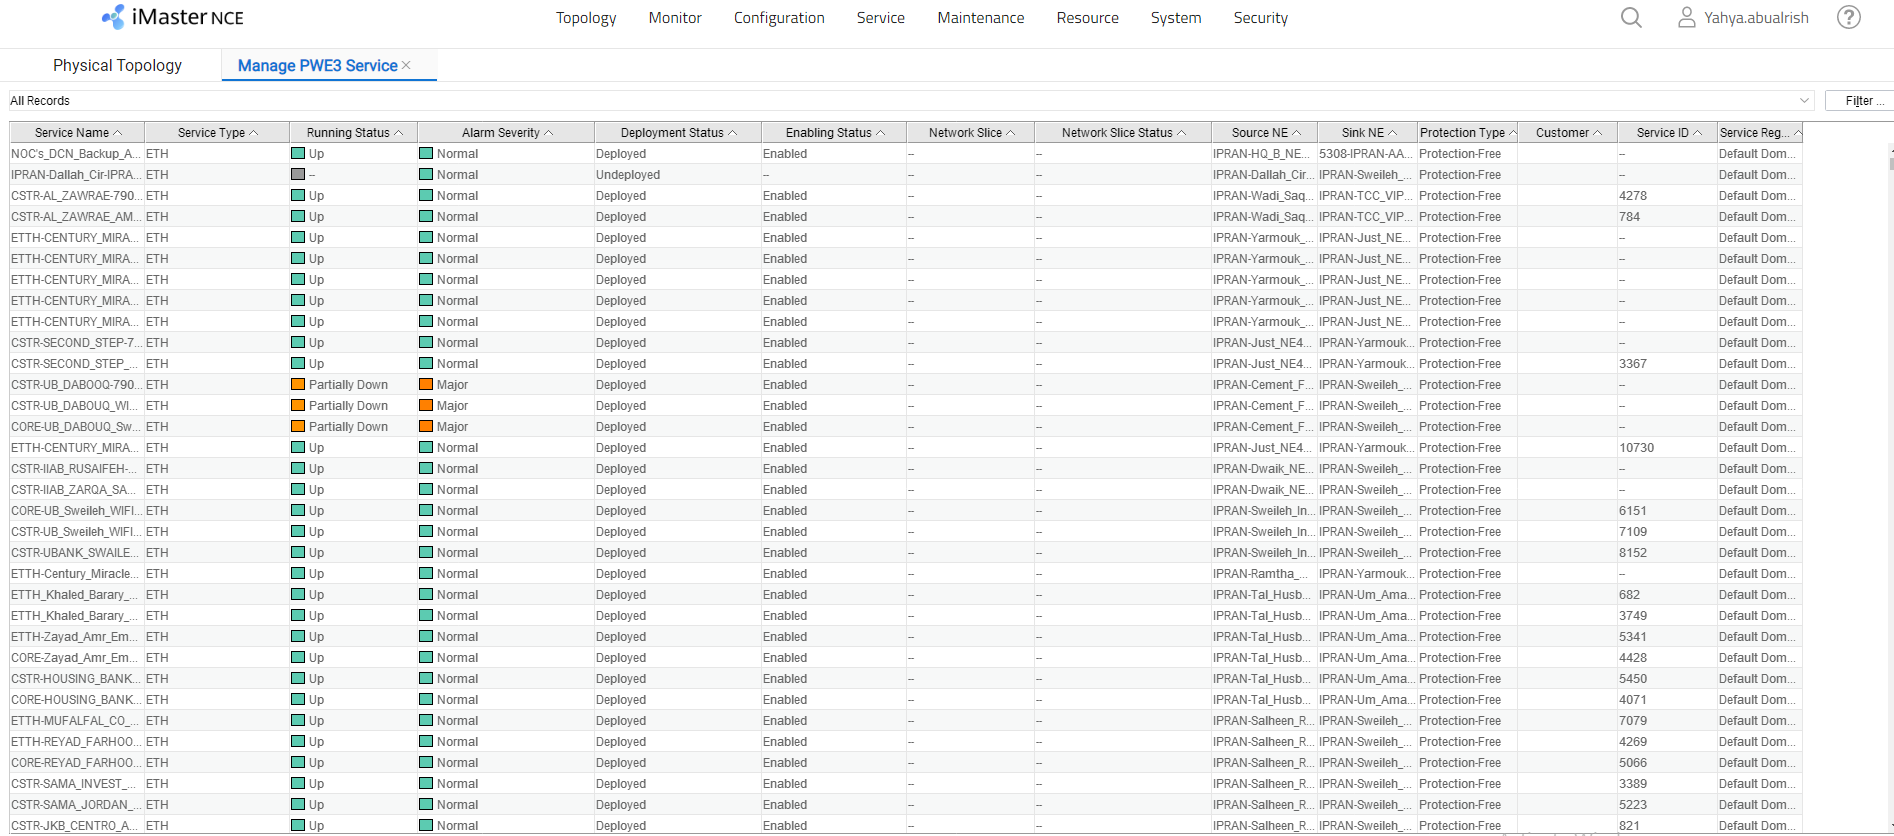 iMaster NCE Topology Monitor Configuration Service Maintenance Resource System Security Yahya.abualrish ?
Physical Topology Manage PWE3 Service ×
All Records Filter ...
Service Name Service Type Running Status Alarm Severity Deployment Status Enabling Status Network Slice Network Slice Status Source NE Sink NE Protection Type Customer Service ID Service Reg...
NOC's_DCN_Backup_A... ETH Up Normal Deployed Enabled -- -- IPRAN-HQ_B_NE... 5308-IPRAN-AA... Protection-Free -- Default Dom...
IPRAN-Dallah_Cir-IPRA... ETH -- Normal Undeployed -- -- -- IPRAN-Dallah_Cir... IPRAN-Sweileh_... Protection-Free -- Default Dom...
CSTR-AL_ZAWRAE-790... ETH Up Normal Deployed Enabled -- -- IPRAN-Wadi_Saq... IPRAN-TCC_VIP... Protection-Free 4278 Default Dom...
CSTR-AL_ZAWRAE_AM... ETH Up Normal Deployed Enabled -- -- IPRAN-Wadi_Saq... IPRAN-TCC_VIP... Protection-Free 784 Default Dom...
ETTH-CENTURY_MIRA... ETH Up Normal Deployed Enabled -- -- IPRAN-Yarmouk_... IPRAN-Just_NE... Protection-Free -- Default Dom...
ETTH-CENTURY_MIRA... ETH Up Normal Deployed Enabled -- -- IPRAN-Yarmouk_... IPRAN-Just_NE... Protection-Free -- Default Dom...
ETTH-CENTURY_MIRA... ETH Up Normal Deployed Enabled -- -- IPRAN-Yarmouk_... IPRAN-Just_NE... Protection-Free -- Default Dom...
ETTH-CENTURY_MIRA... ETH Up Normal Deployed Enabled -- -- IPRAN-Yarmouk_... IPRAN-Just_NE... Protection-Free -- Default Dom...
ETTH-CENTURY_MIRA... ETH Up Normal Deployed Enabled -- -- IPRAN-Yarmouk_... IPRAN-Just_NE... Protection-Free -- Default Dom...
CSTR-SECOND_STEP-7... ETH Up Normal Deployed Enabled -- -- IPRAN-Just_NE4... IPRAN-Yarmouk... Protection-Free -- Default Dom...
CSTR-SECOND_STEP_... ETH Up Normal Deployed Enabled -- -- IPRAN-Just_NE4... IPRAN-Yarmouk... Protection-Free 3367 Default Dom...
CSTR-UB_DABOOQ-790... ETH Partially Down Major Deployed Enabled -- -- IPRAN-Cement_F... IPRAN-Sweileh_... Protection-Free -- Default Dom...
CSTR-UB_DABOUQ_WI... ETH Partially Down Major Deployed Enabled -- -- IPRAN-Cement_F... IPRAN-Sweileh_... Protection-Free -- Default Dom...
CORE-UB_DABOUQ_Sw... ETH Partially Down Major Deployed Enabled -- -- IPRAN-Cement_F... IPRAN-Sweileh_... Protection-Free -- Default Dom...
ETTH-CENTURY_MIRA... ETH Up Normal Deployed Enabled -- -- IPRAN-Just_NE4... IPRAN-Yarmouk... Protection-Free 10730 Default Dom...
CSTR-IIAB_RUSAIFEH-... ETH Up Normal Deployed Enabled -- -- IPRAN-Dwaik_NE... IPRAN-Sweileh_... Protection-Free -- Default Dom...
CSTR-IIAB_ZARQA_SA... ETH Up Normal Deployed Enabled -- -- IPRAN-Dwaik_NE... IPRAN-Sweileh_... Protection-Free -- Default Dom...
CORE-UB_Sweileh_WIFI... ETH Up Normal Deployed Enabled -- -- IPRAN-Sweileh_In... IPRAN-Sweileh_... Protection-Free 6151 Default Dom...
CSTR-UB_Sweileh_WIFI... ETH Up Normal Deployed Enabled -- -- IPRAN-Sweileh_In... IPRAN-Sweileh_... Protection-Free 7109 Default Dom...
CSTR-UBANK_SWAILE... ETH Up Normal Deployed Enabled -- -- IPRAN-Sweileh_In... IPRAN-Sweileh_... Protection-Free 8152 Default Dom...
ETTH-Century_Miracle... ETH Up Normal Deployed Enabled -- -- IPRAN-Ramtha_... IPRAN-Yarmouk... Protection-Free -- Default Dom...
ETTH_Khaled_Barary_... ETH Up Normal Deployed Enabled -- -- IPRAN-Tal_Husb... IPRAN-Um_Ama... Protection-Free 682 Default Dom...
ETTH_Khaled_Barary_... ETH Up Normal Deployed Enabled -- -- IPRAN-Tal_Husb... IPRAN-Um_Ama... Protection-Free 3749 Default Dom...
ETTH-Zayad_Amr_Em... ETH Up Normal Deployed Enabled -- -- IPRAN-Tal_Husb... IPRAN-Um_Ama... Protection-Free 5341 Default Dom...
CORE-Zayad_Amr_Em... ETH Up Normal Deployed Enabled -- -- IPRAN-Tal_Husb... IPRAN-Um_Ama... Protection-Free 4428 Default Dom...
CSTR-HOUSING_BANK... ETH Up Normal Deployed Enabled -- -- IPRAN-Tal_Husb... IPRAN-Um_Ama... Protection-Free 5450 Default Dom...
CORE-HOUSING_BANK... ETH Up Normal Deployed Enabled -- -- IPRAN-Tal_Husb... IPRAN-Um_Ama... Protection-Free 4071 Default Dom...
ETTH-MUFALFAL_CO_... ETH Up Normal Deployed Enabled -- -- IPRAN-Salheen_R... IPRAN-Sweileh_... Protection-Free 7079 Default Dom...
ETTH-REYAD_FARHOO... ETH Up Normal Deployed Enabled -- -- IPRAN-Salheen_R... IPRAN-Sweileh_... Protection-Free 4269 Default Dom...
CORE-REYAD_FARHOO... ETH Up Normal Deployed Enabled -- -- IPRAN-Salheen_R... IPRAN-Sweileh_... Protection-Free 5066 Default Dom...
CSTR-SAMA_INVEST_... ETH Up Normal Deployed Enabled -- -- IPRAN-Salheen_R... IPRAN-Sweileh_... Protection-Free 3389 Default Dom...
CSTR-SAMA_JORDAN_... ETH Up Normal Deployed Enabled -- -- IPRAN-Salheen_R... IPRAN-Sweileh_... Protection-Free 5223 Default Dom...
CSTR-JKB_CENTRO_A... ETH Up Normal Deployed Enabled -- -- IPRAN-Salheen_R... IPRAN-Sweileh_... Protection-Free 821 Default Dom...